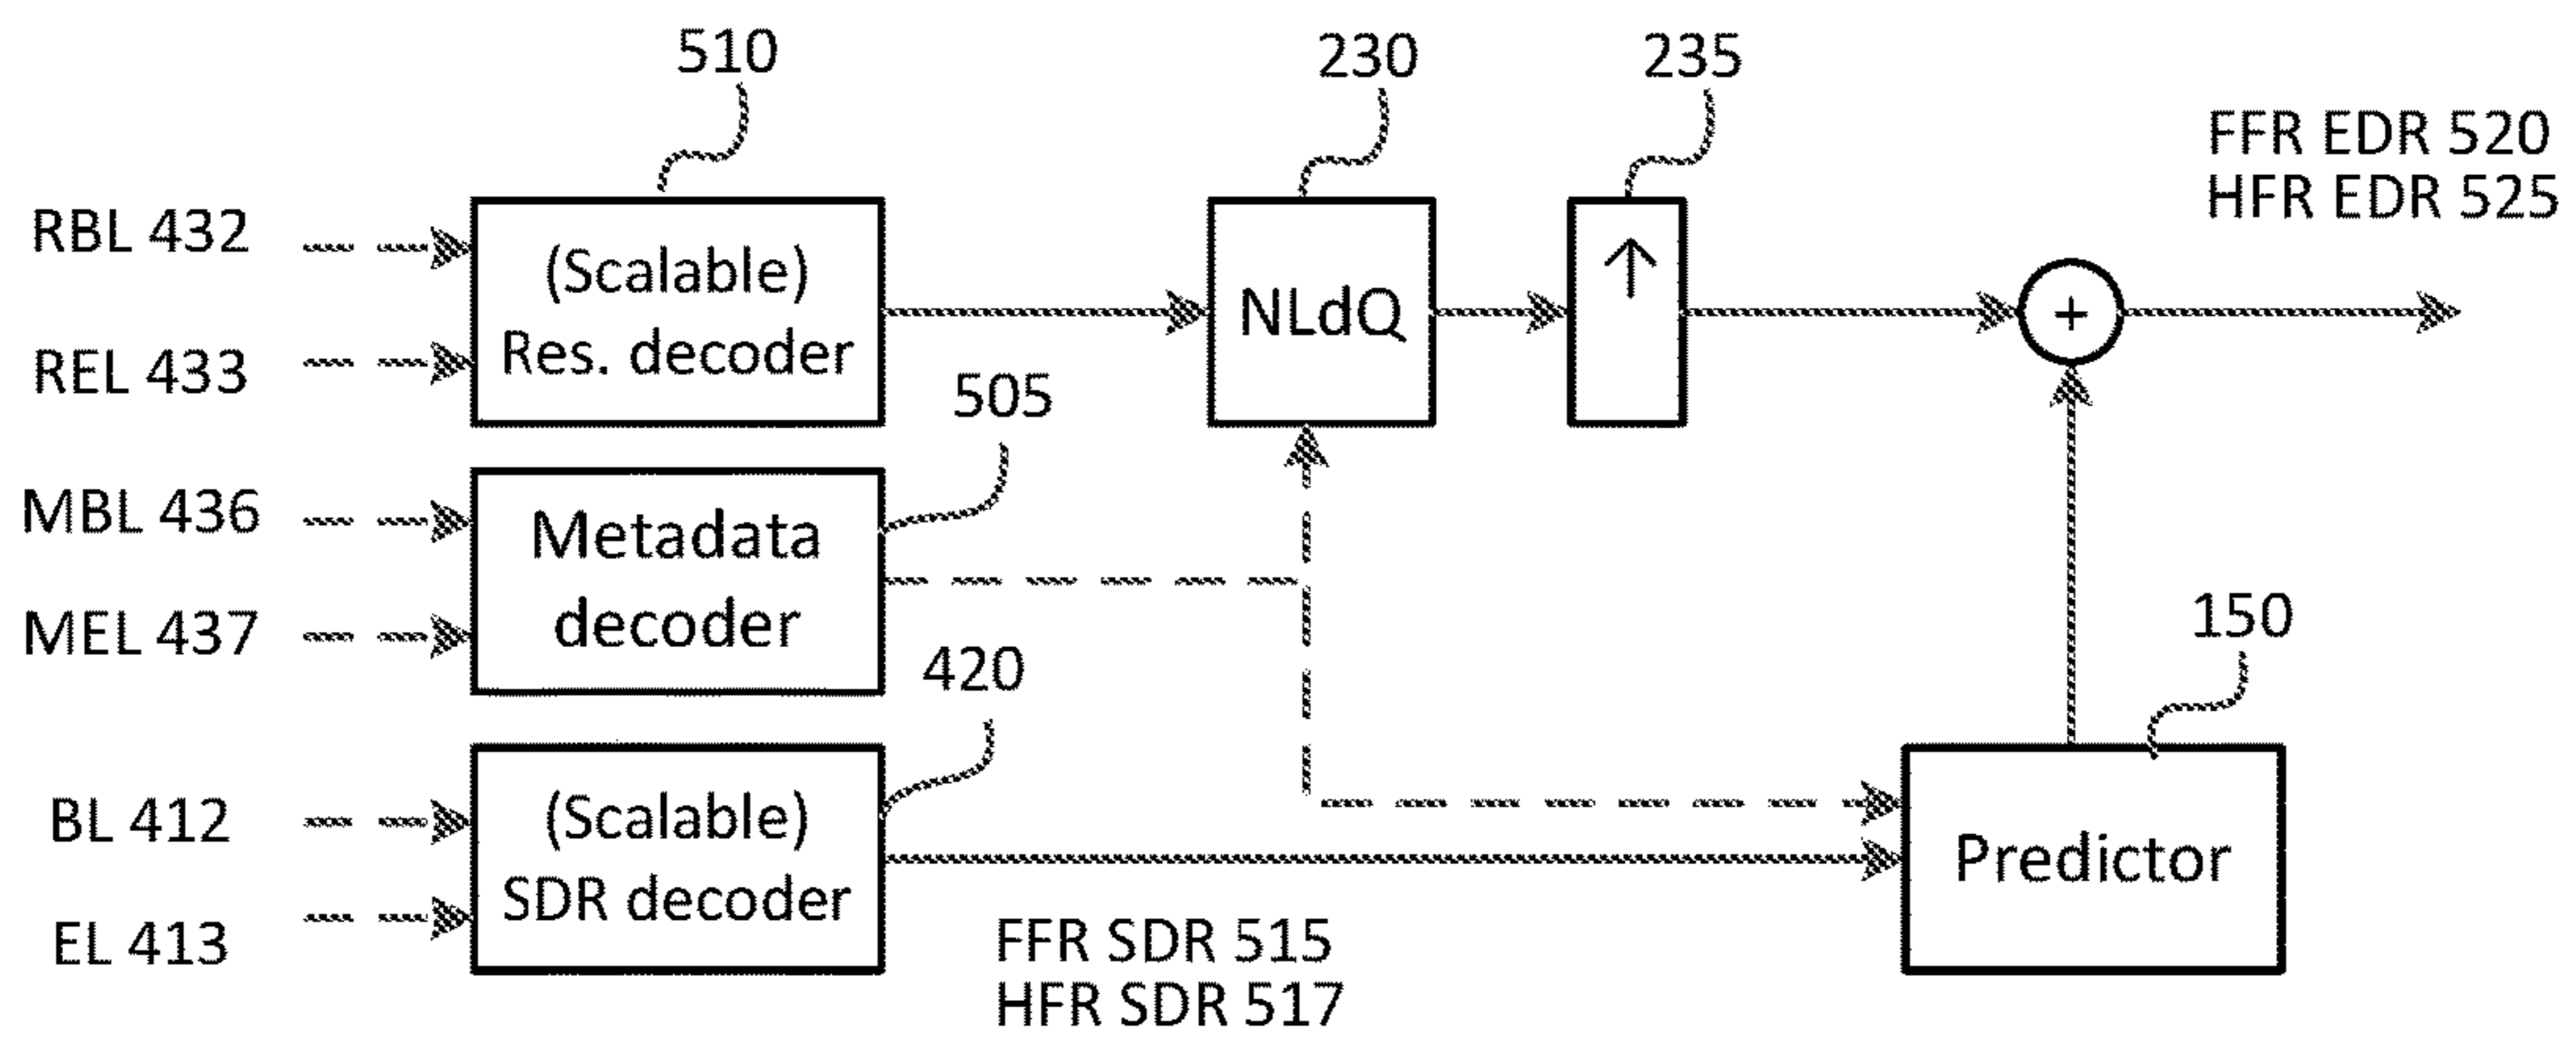 510
230
235
FFR EDR 520
HFR EDR 525
RBL 432
REL 433
(Scalable)
Res. decoder
NLdQ
↑
+
505
MBL 436
MEL 437
Metadata
decoder
420
150
BL 412
EL 413
(Scalable)
SDR decoder
Predictor
FFR SDR 515
HFR SDR 517